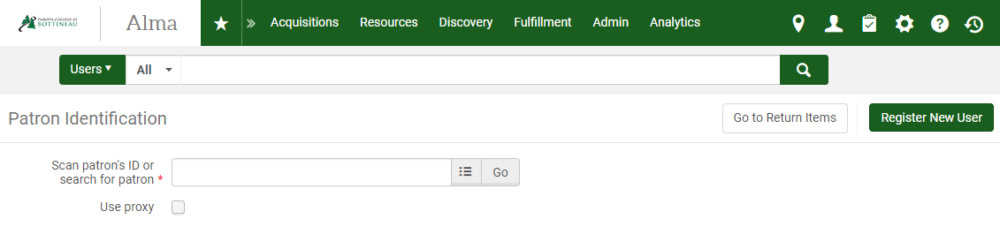 DAKOTA COLLEGE AT
BOTTINEAU
Alma
Acquisitions Resources Discovery Fulfillment Admin Analytics
Users All
Patron Identification Go to Return Items Register New User
Scan patron's ID or
search for patron * Go
Use proxy